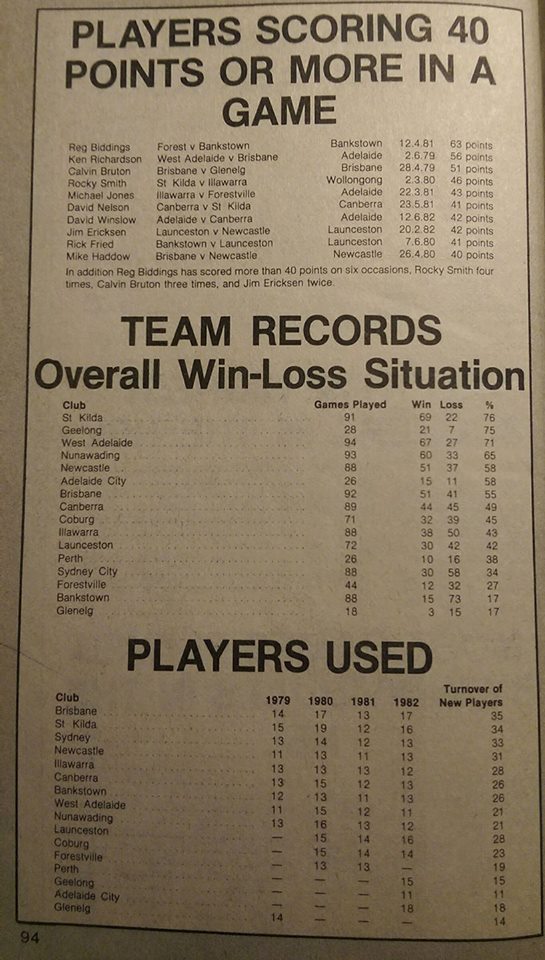 PLAYERS SCORING 40
POINTS OR MORE IN A
GAME
Reg Biddings Forest v Bankstown Bankstown 12.4.81 63 points
Ken Richardson West Adelaide v Brisbane Adelaide 2.6.79 56 points
Calvin Bruton Brisbane v Glenelg Brisbane 28.4.79 51 points
Rocky Smith St Kilda v Illawarra Wollongong 2.3.80 46 points
Michael Jones Illawarra v Forestville Adelaide 22.3.81 43 points
David Nelson Canberra v St Kilda Canberra 23.5.81 41 points
David Winslow Adelaide v Canberra Adelaide 12.6.82 42 points
Jim Ericksen Launceston v Newcastle Launceston 20.2.82 42 points
Rick Fried Bankstown v Launceston Launceston 7.6.80 41 points
Mike Haddow Brisbane v Newcastle Newcastle 26.4.80 40 points
In addition Reg Biddings has scored more than 40 points on six occasions, Rocky Smith four
times, Calvin Bruton three times, and Jim Ericksen twice.
TEAM RECORDS
Overall Win-Loss Situation
Club Games Played Win Loss %
St Kilda 91 69 22 76
Geelong 28 21 7 75
West Adelaide 94 67 27 71
Nunawading 93 60 33 65
Newcastle 88 51 37 58
Adelaide City 26 15 11 58
Brisbane 92 51 41 55
Canberra 89 44 45 49
Coburg 71 32 39 45
Illawarra 88 38 50 43
Launceston 72 30 42 42
Perth 26 10 16 38
Sydney City 88 30 58 34
Forestville 44 12 32 27
Bankstown 88 15 73 17
Glenelg 18 3 15 17
PLAYERS USED
Club 1979 1980 1981 1982 Turnover of New Players
Brisbane 14 17 13 17 35
St Kilda 15 19 12 16 34
Sydney 13 14 12 13 33
Newcastle 11 13 11 13 31
Illawarra 13 13 13 12 28
Canberra 13 15 12 13 26
Bankstown 12 13 11 13 26
West Adelaide 11 15 12 11 21
Nunawading 13 16 13 12 21
Launceston — 15 14 16 28
Coburg — 15 14 14 23
Forestville — 13 13 — 19
Perth — — — 15 15
Geelong — — — 11 11
Adelaide City — — — 18 18
Glenelg 14 — — — 14
94